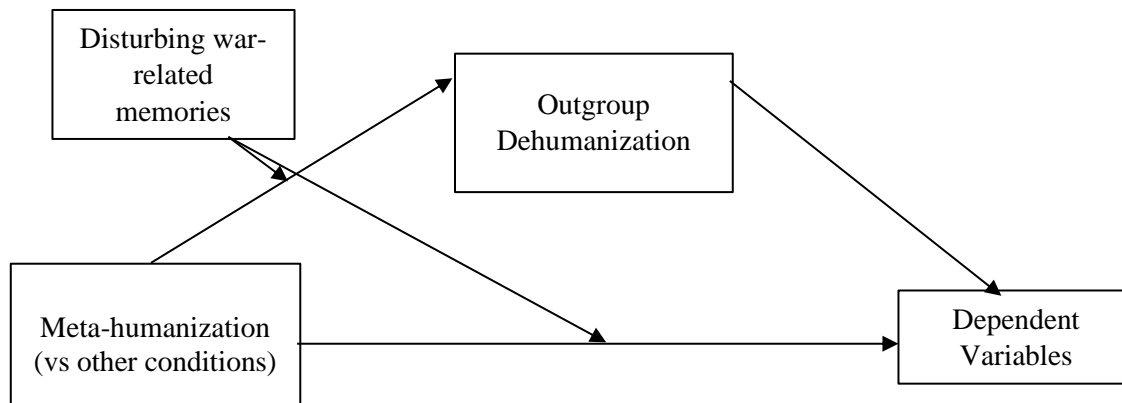 Disturbing war-
related
memories
Outgroup
Dehumanization
Meta-humanization
(vs other conditions)
Dependent
Variables